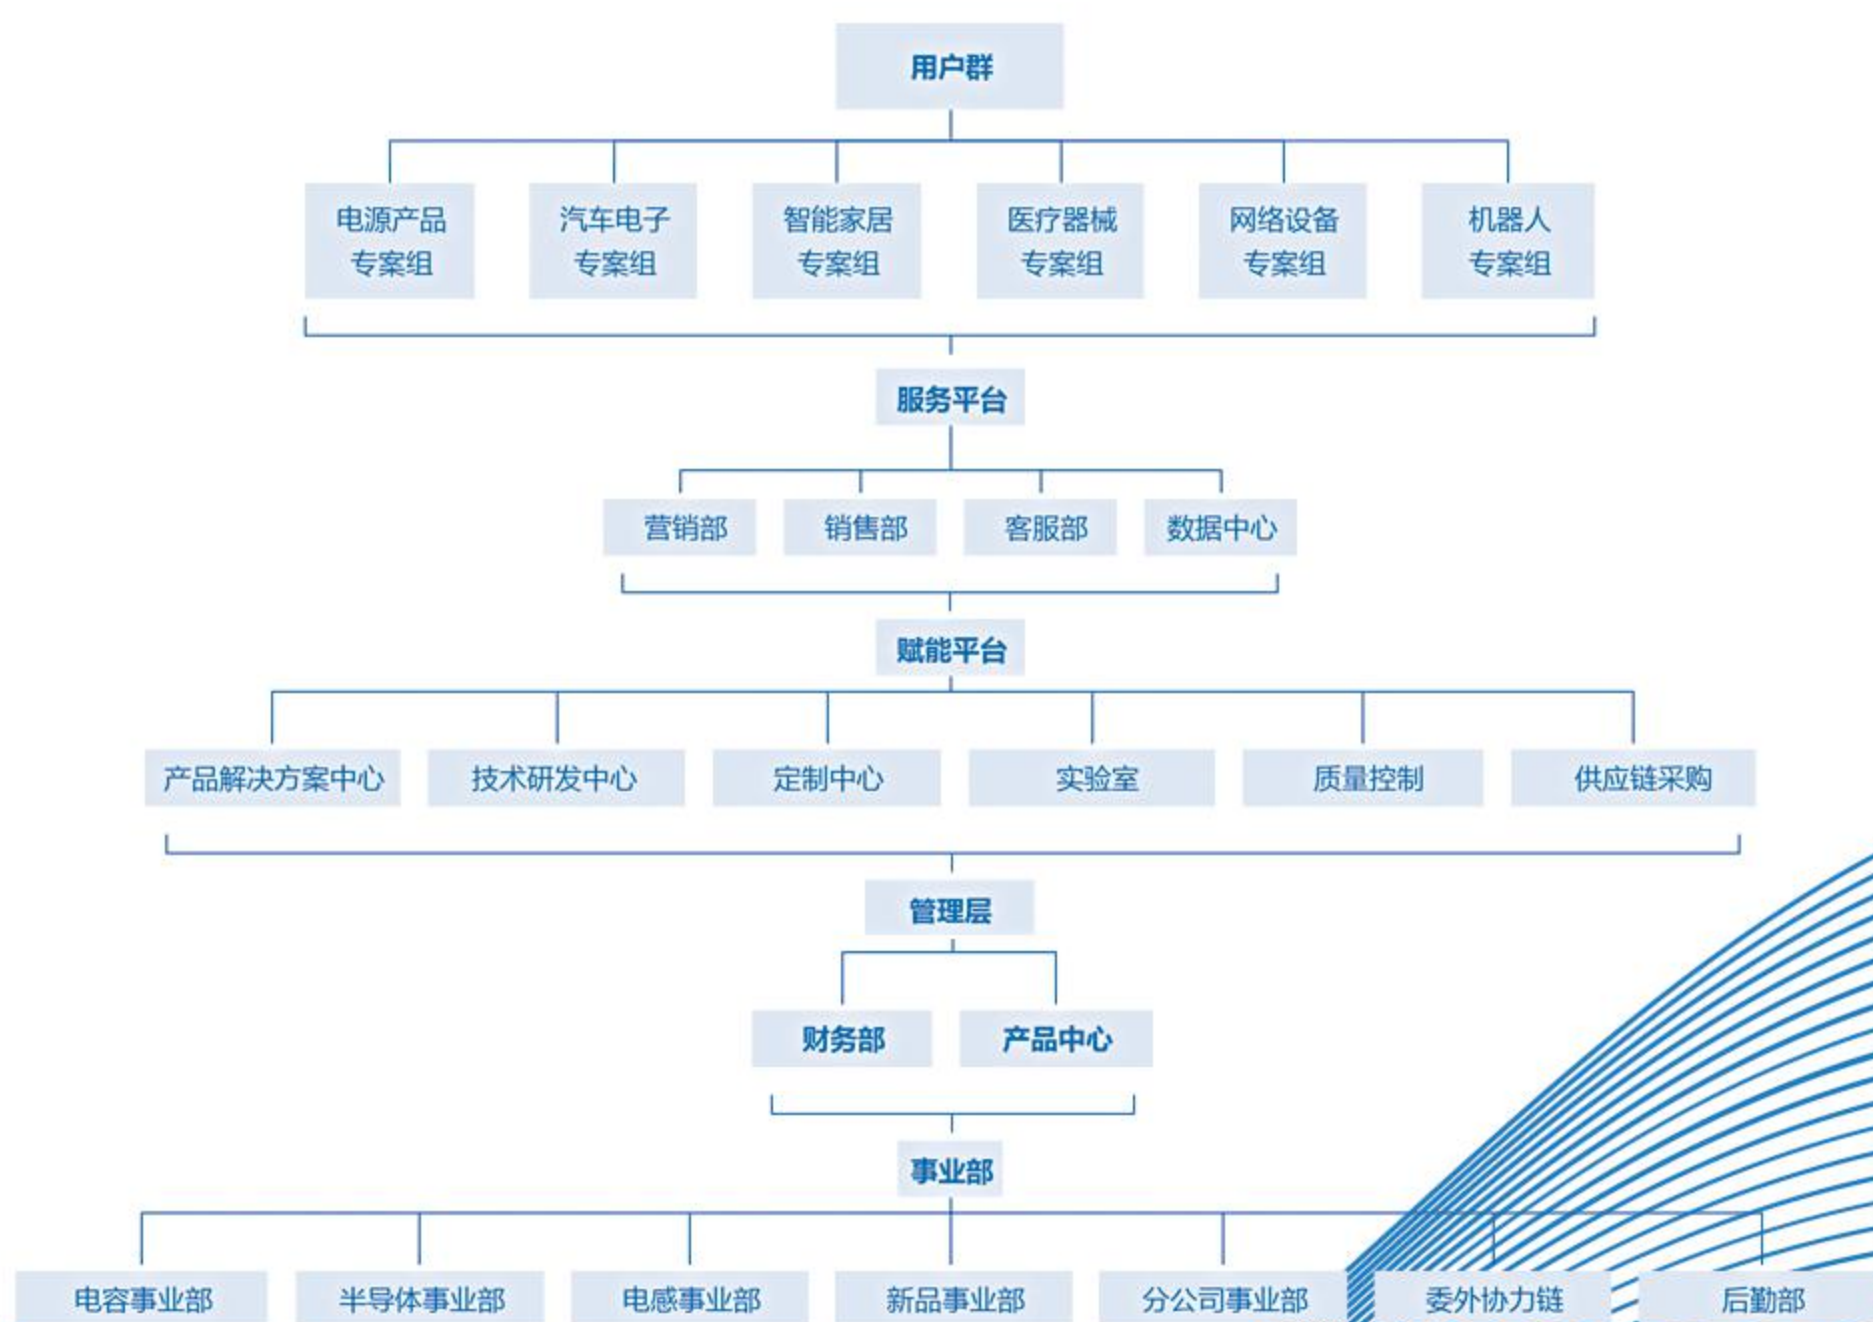 用户群
电源产品
专案组
汽车电子
专案组
智能家居
专案组
医疗器械
专案组
网络设备
专案组
机器人
专案组
服务平台
营销部
销售部
客服部
数据中心
赋能平台
产品解决方案中心
技术研发中心
定制中心
实验室
质量控制
供应链采购
管理层
财务部
产品中心
事业部
电容事业部
半导体事业部
电感事业部
新品事业部
分公司事业部
委外协力链
后勤部